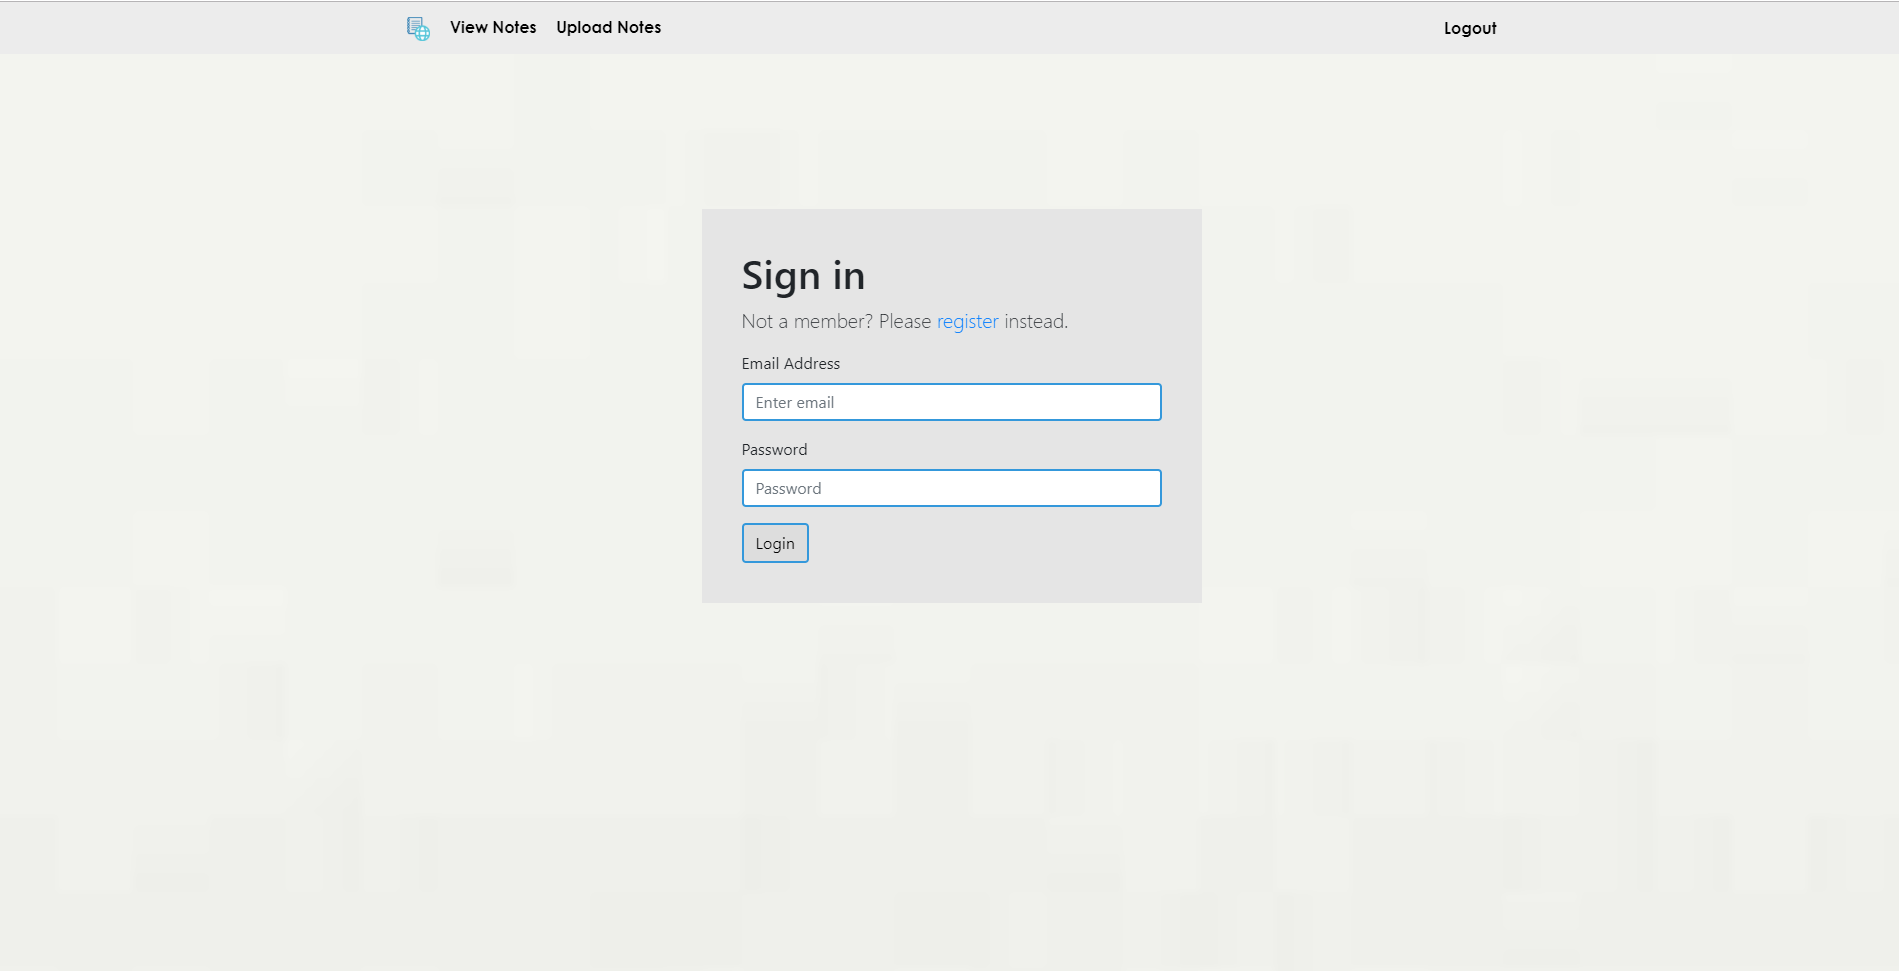 View Notes Upload Notes Logout
Sign in
Not a member? Please register instead.
Email Address
Enter email
Password
Password
Login